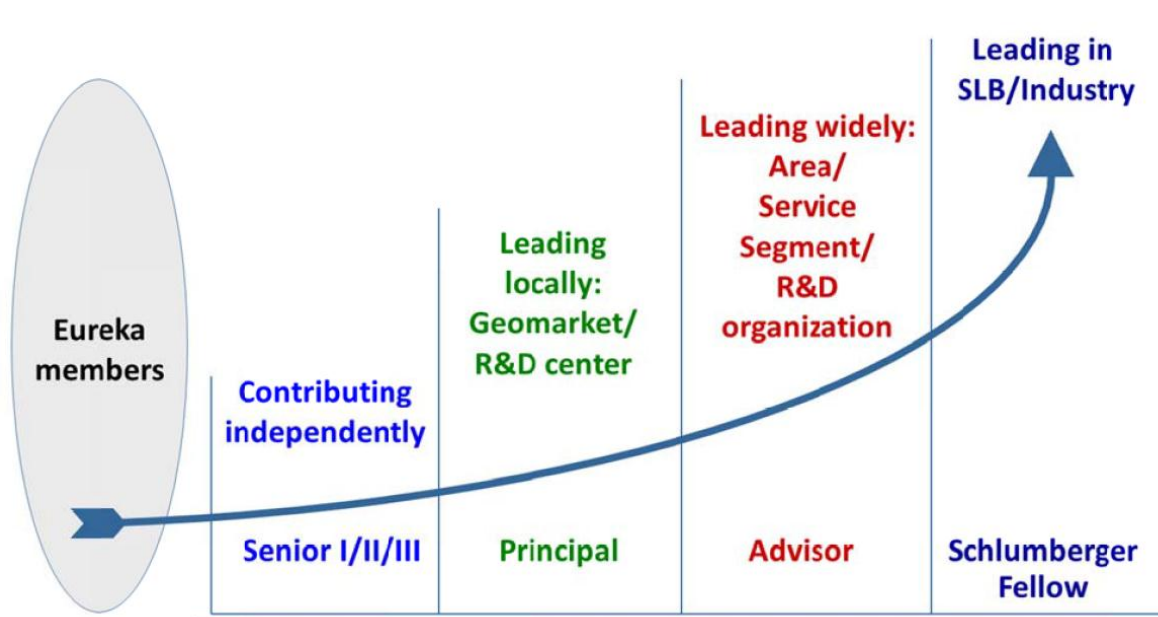 Eureka
members
Contributing
independently
Senior I/II/III
Leading
locally:
Geomarket/
R&D center
Principal
Leading widely:
Area/
Service
Segment/
R&D
organization
Advisor
Leading in
SLB/Industry
Schlumberger
Fellow